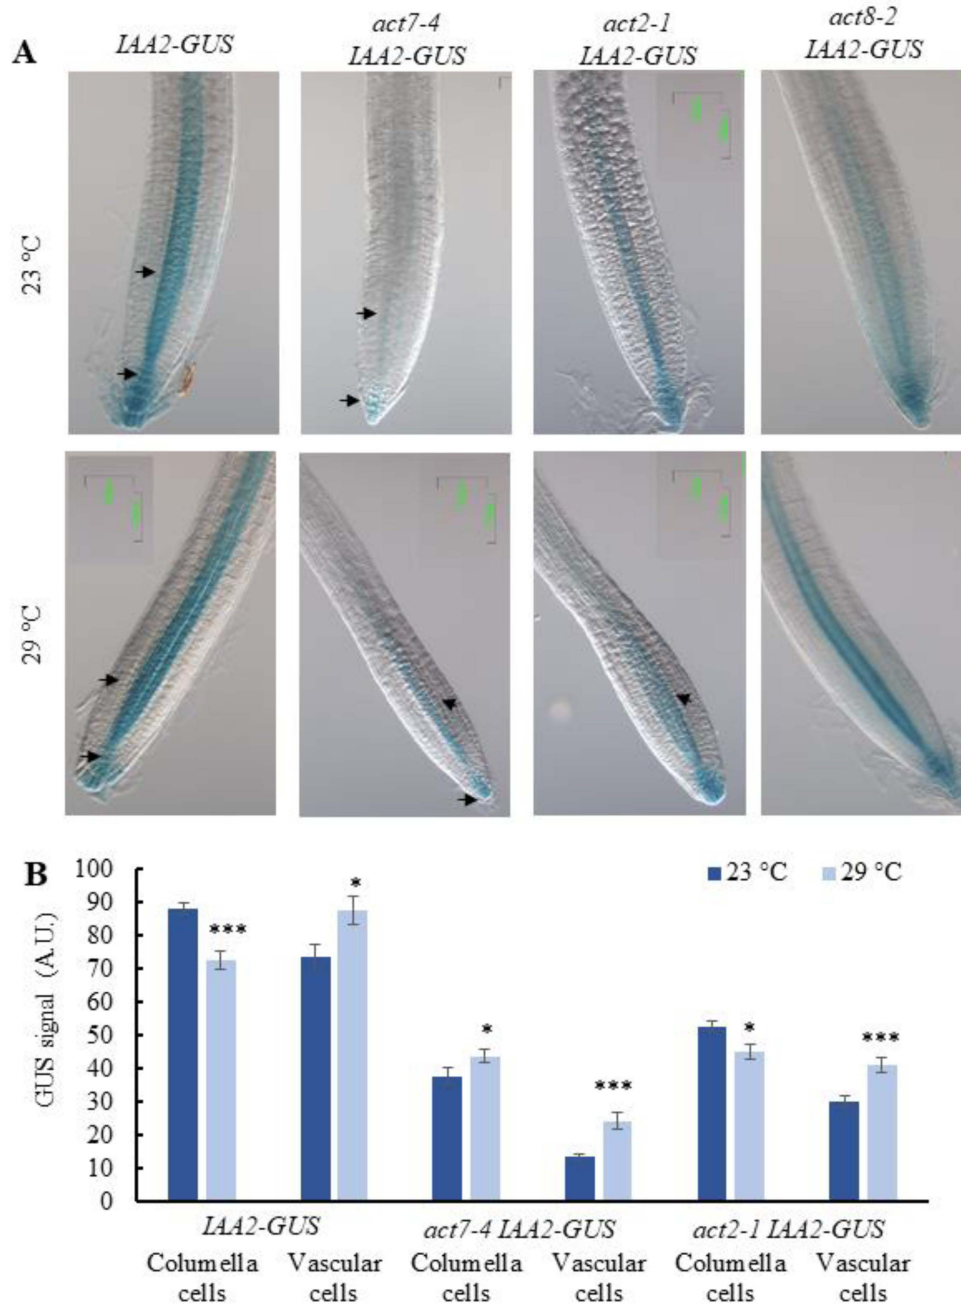 A
IAA2-GUS
act7-4
IAA2-GUS
act2-1
IAA2-GUS
act8-2
IAA2-GUS
23 °C
29 °C
B
100
90
80
70
60
50
40
30
20
10
0
GUS signal (A.U.)
23 °C
29 °C
***
*
*
***
*
***
IAA2-GUS
act7-4 IAA2-GUS
act2-1 IAA2-GUS
Columella
cells
Vascular
cells
Columella
cells
Vascular
cells
Columella
cells
Vascular
cells